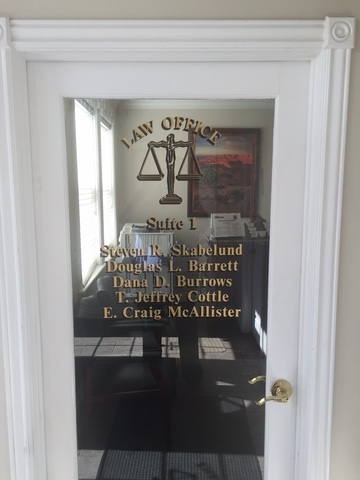 LAW OFFICE
Suite 1
Steven R. Skabelund
Douglas L. Barrett
Dana D. Burrows
T. Jeffrey Cottle
E. Craig McAllister